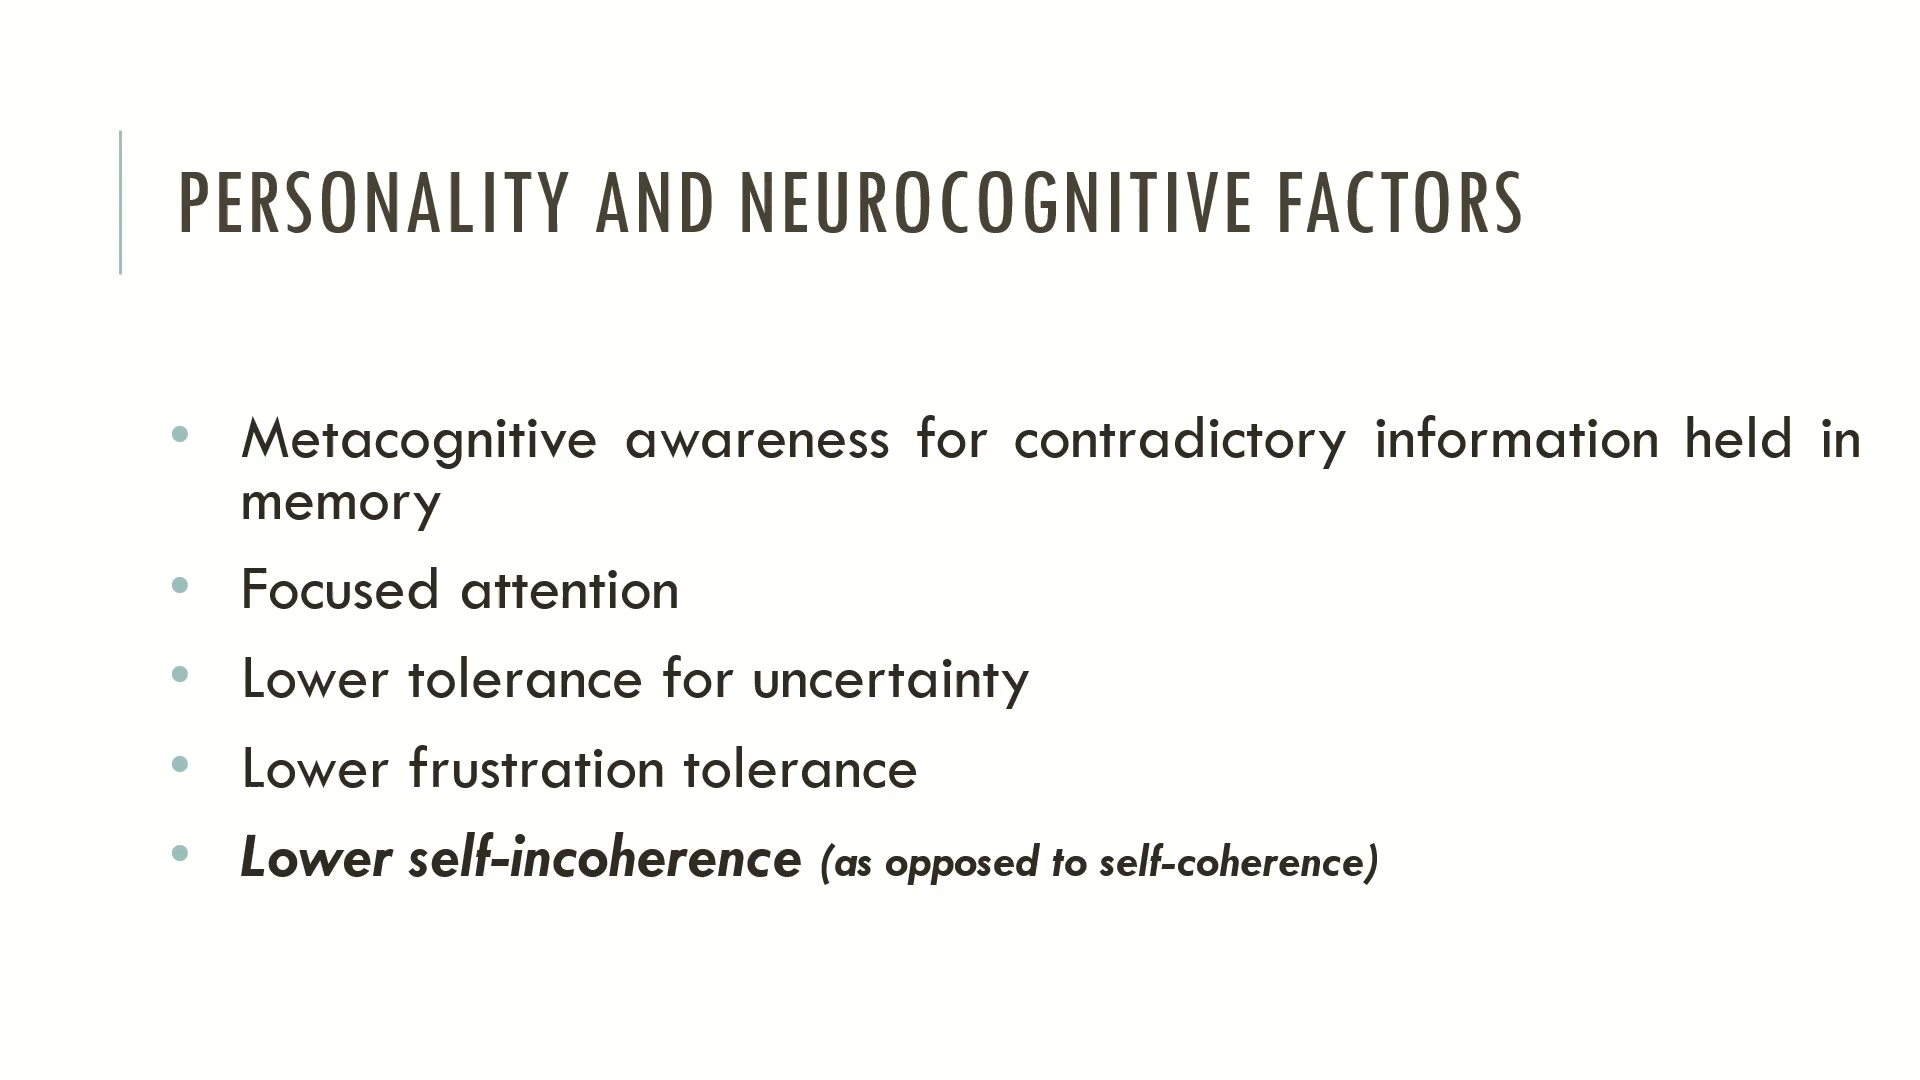 PERSONALITY AND NEUROCOGNITIVE FACTORS
• Metacognitive awareness for contradictory information held in
memory
• Focused attention
• Lower tolerance for uncertainty
• Lower frustration tolerance
• Lower self-incoherence (as opposed to self-coherence)